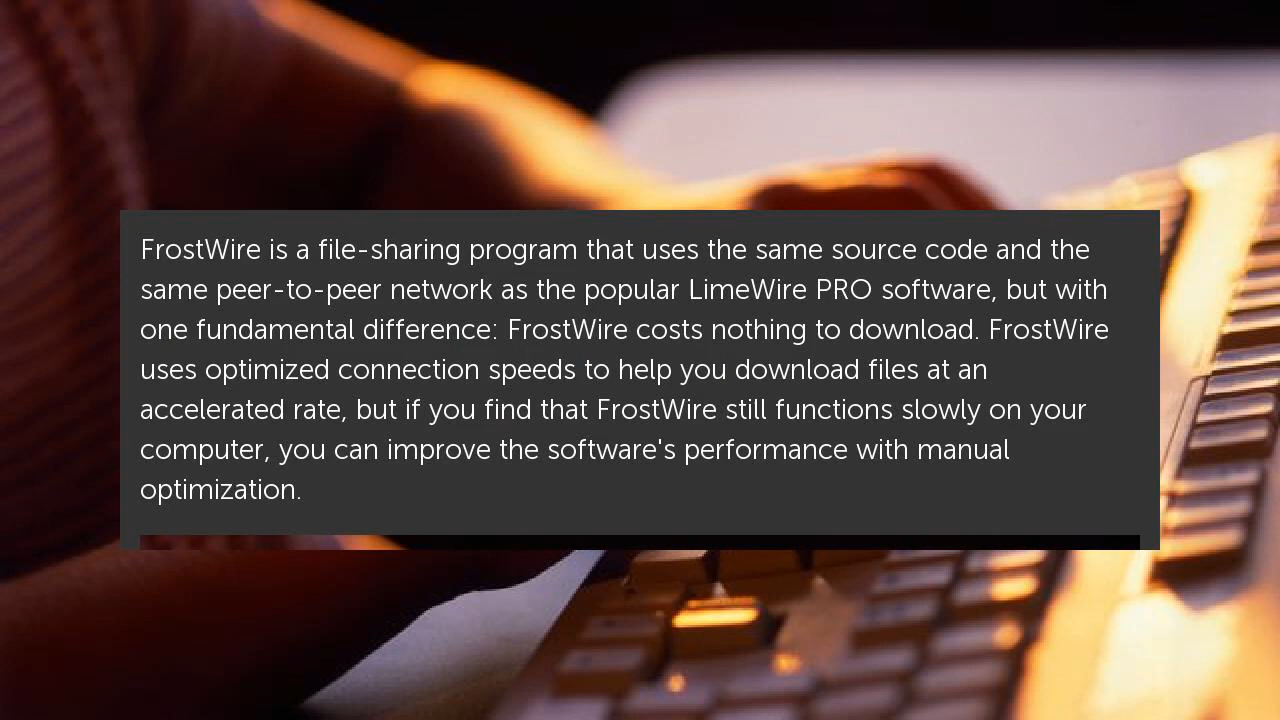 FrostWire is a file-sharing program that uses the same source code and the
same peer-to-peer network as the popular LimeWire PRO software, but with
one fundamental difference: FrostWire costs nothing to download. FrostWire
uses optimized connection speeds to help you download files at an
accelerated rate, but if you find that FrostWire still functions slowly on your
computer, you can improve the software's performance with manual
optimization.